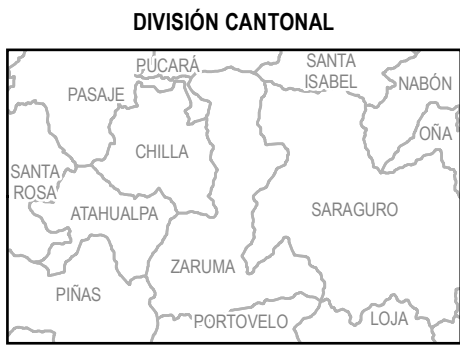 DIVISIÓN CANTONAL
PUCARÁ
SANTA
ISABEL
NABÓN
PASAJE
OÑA
CHILLA
SANTA
ROSA
ATAHUALPA
SARAGURO
ZARUMA
PIÑAS
PORTOVELO
LOJA